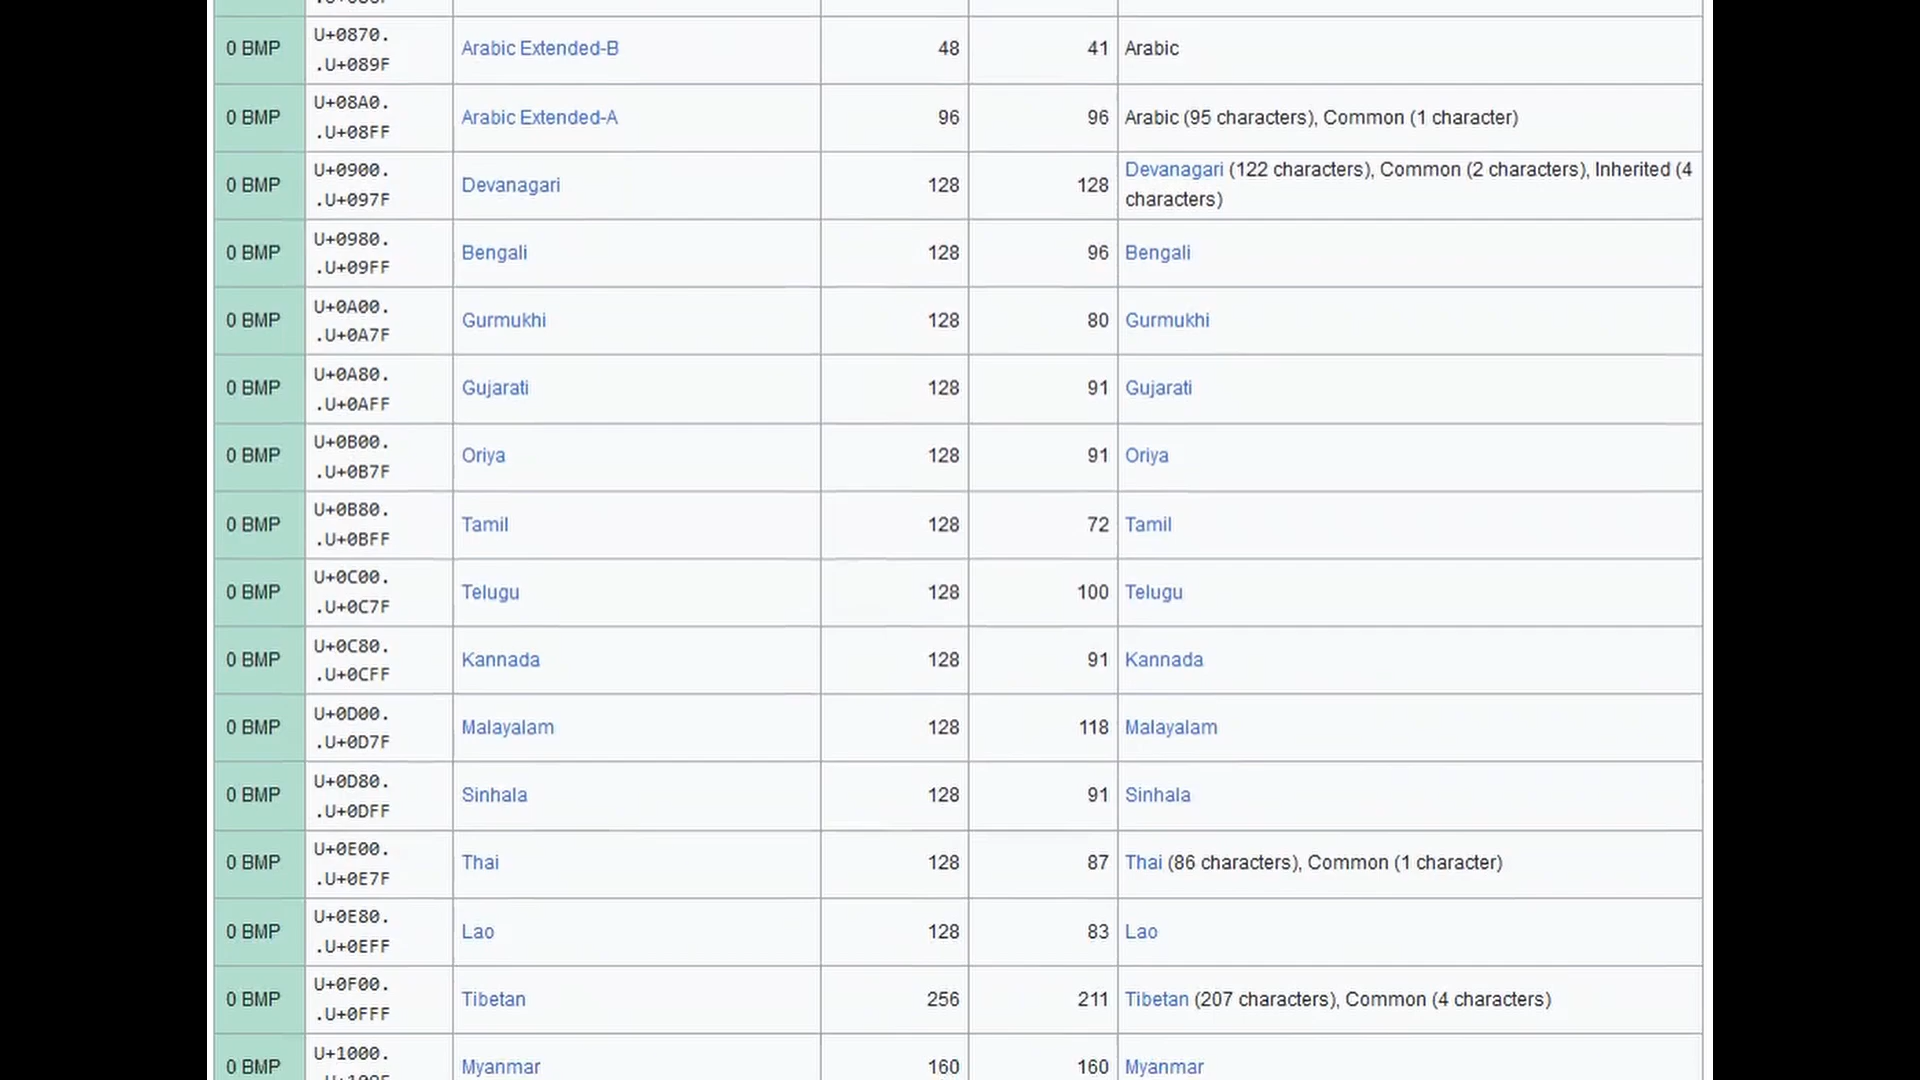 0 BMP U+0870. .U+089F Arabic Extended-B 48 41 Arabic
0 BMP U+08A0. .U+08FF Arabic Extended-A 96 96 Arabic (95 characters), Common (1 character)
0 BMP U+0900. .U+097F Devanagari 128 128 Devanagari (122 characters), Common (2 characters), Inherited (4 characters)
0 BMP U+0980. .U+09FF Bengali 128 96 Bengali
0 BMP U+0A00. .U+0A7F Gurmukhi 128 80 Gurmukhi
0 BMP U+0A80. .U+0AFF Gujarati 128 91 Gujarati
0 BMP U+0B00. .U+0B7F Oriya 128 91 Oriya
0 BMP U+0B80. .U+0BFF Tamil 128 72 Tamil
0 BMP U+0C00. .U+0C7F Telugu 128 100 Telugu
0 BMP U+0C80. .U+0CFF Kannada 128 91 Kannada
0 BMP U+0D00. .U+0D7F Malayalam 128 118 Malayalam
0 BMP U+0D80. .U+0DFF Sinhala 128 91 Sinhala
0 BMP U+0E00. .U+0E7F Thai 128 87 Thai (86 characters), Common (1 character)
0 BMP U+0E80. .U+0EFF Lao 128 83 Lao
0 BMP U+0F00. .U+0FFF Tibetan 256 211 Tibetan (207 characters), Common (4 characters)
0 BMP U+1000. Myanmar 160 160 Myanmar